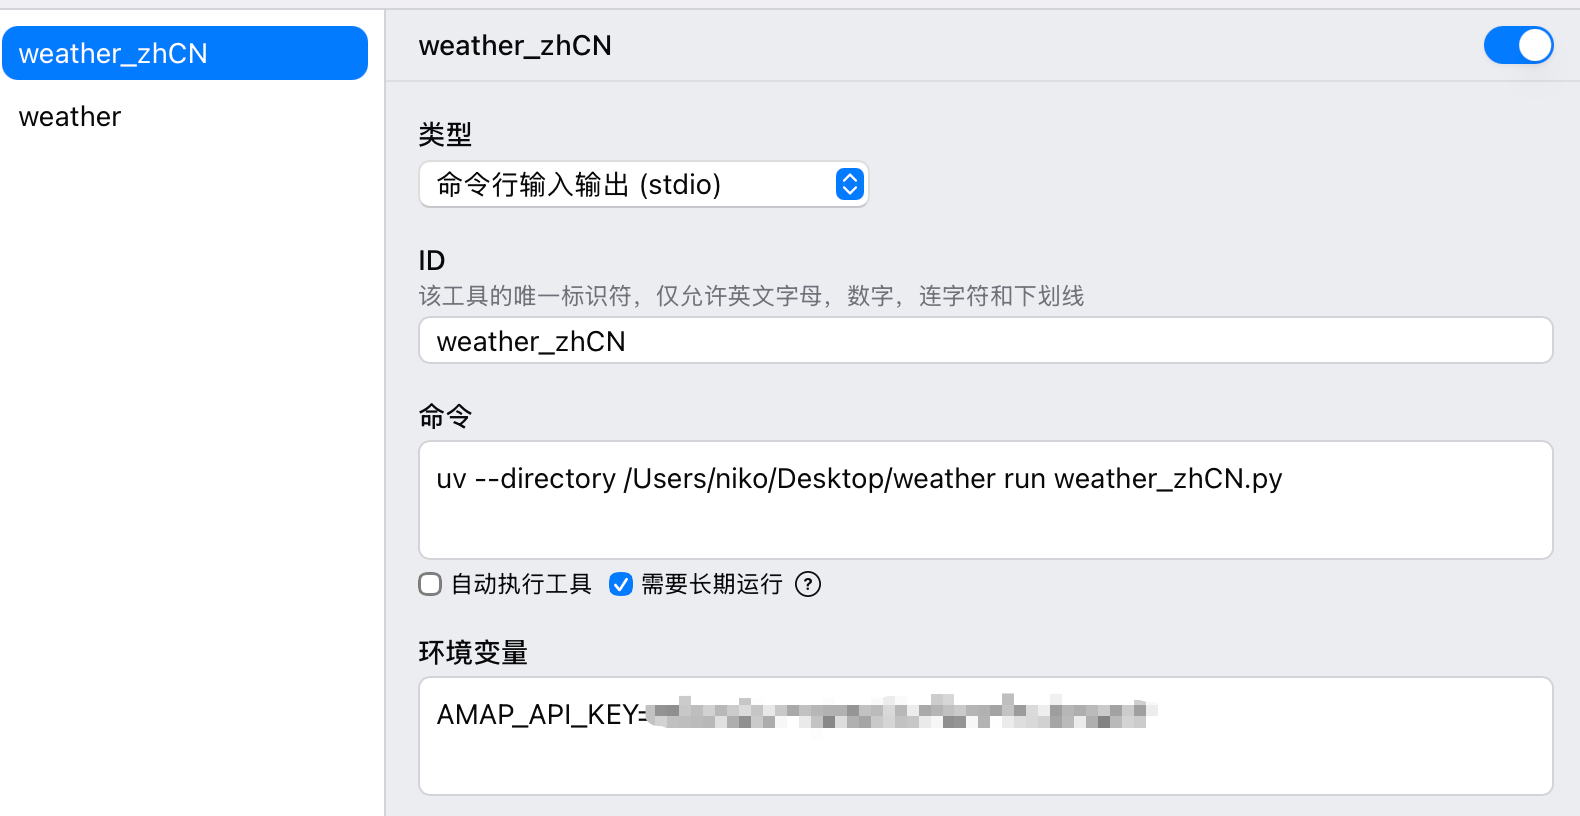 weather_zhCN
weather
weather_zhCN
类型
命令行输入输出 (stdio)
ID
该工具的唯一标识符，仅允许英文字母，数字，连字符和下划线
weather_zhCN
命令
uv --directory /Users/niko/Desktop/weather run weather_zhCN.py
自动执行工具 需要长期运行 ?
环境变量
AMAP_API_KEY=